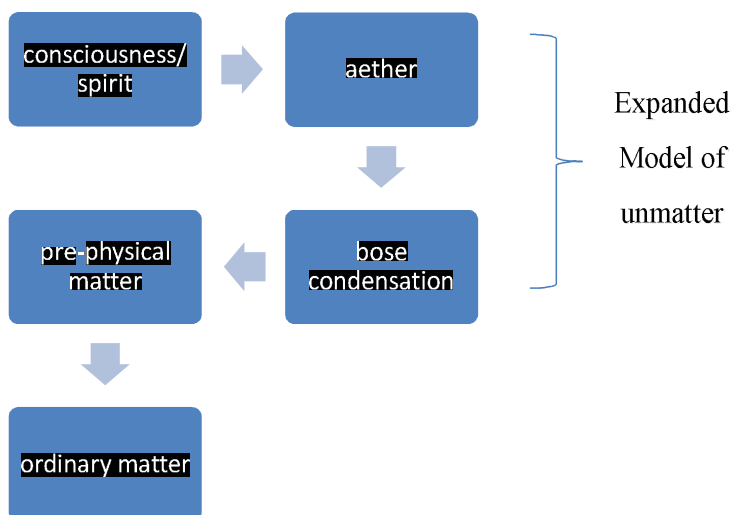 consciousness/
spirit
aether
Expanded
Model of
unmatter
pre-physical
matter
bose
condensation
ordinary matter